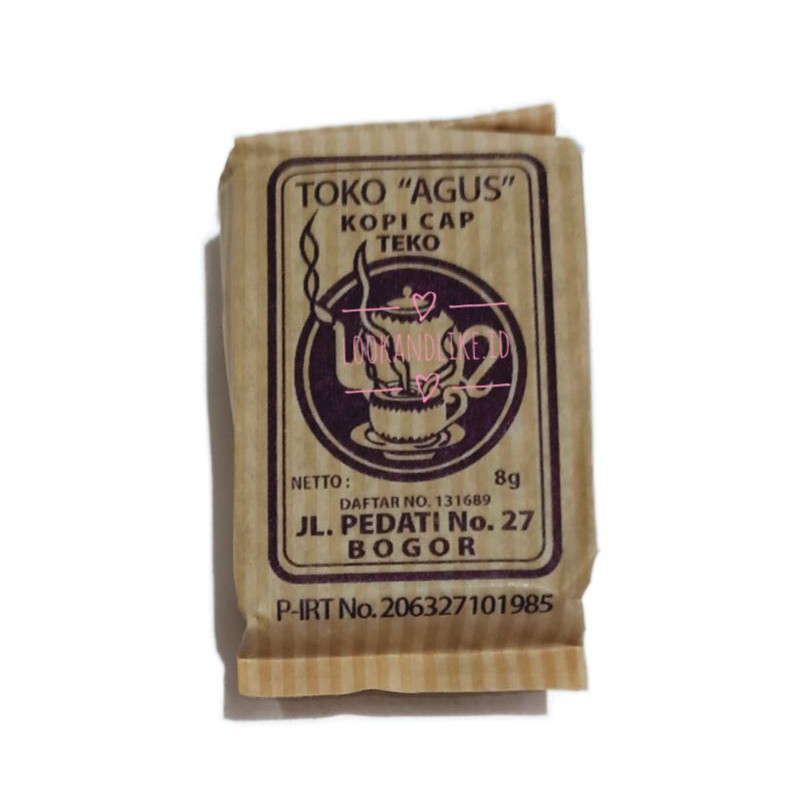 TOKO "AGUS"
KOPI CAP
TEKO
LOOKANDLIKE.ID
NETTO : 8g
DAFTAR NO. 131689
JL. PEDATI No. 27
BOGOR
P-IRT No. 206327101985